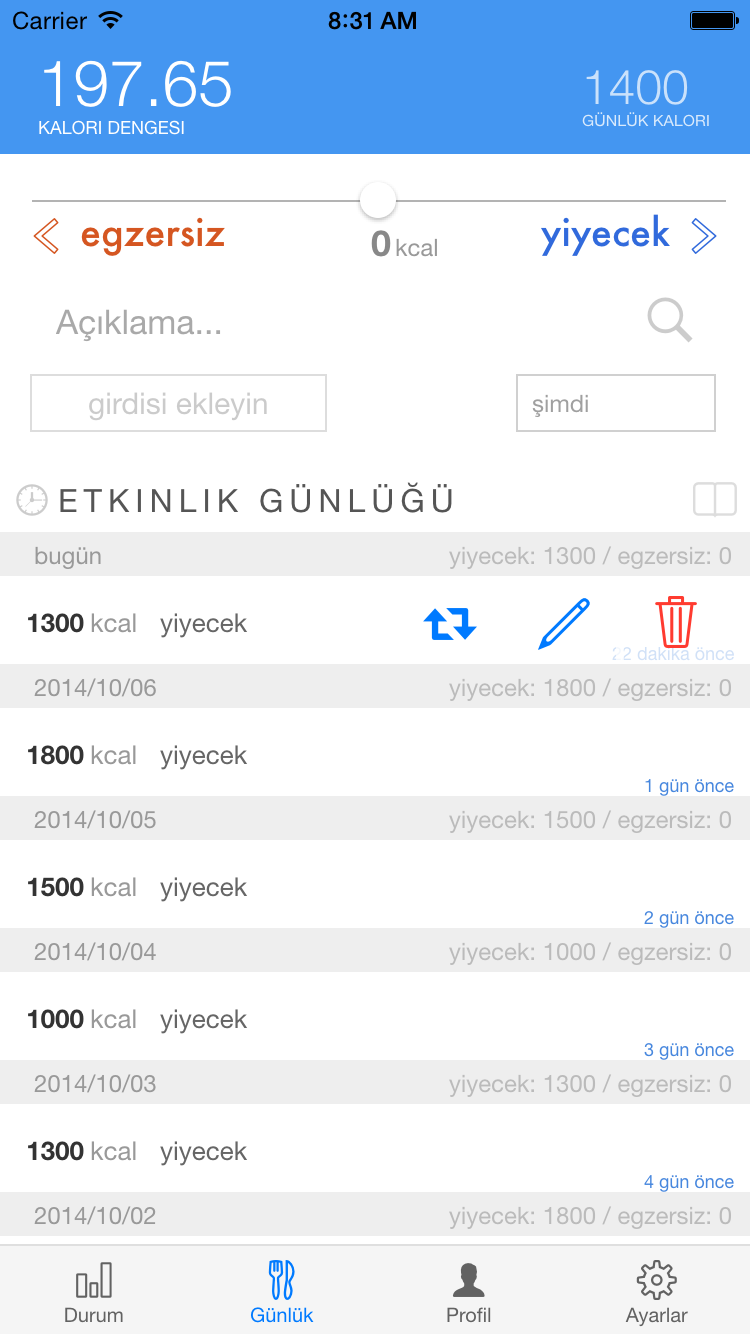 Carrier 8:31 AM
197.65 1400
KALORI DENGESI GÜNLÜK KALORI
egzersiz 0 kcal yiyecek
Açıklama...
girdisi ekleyin şimdi
ETKINLIK GÜNLÜĞÜ
bugün yiyecek: 1300 / egzersiz: 0
1300 kcal yiyecek
22 dakika önce
2014/10/06 yiyecek: 1800 / egzersiz: 0
1800 kcal yiyecek
1 gün önce
2014/10/05 yiyecek: 1500 / egzersiz: 0
1500 kcal yiyecek
2 gün önce
2014/10/04 yiyecek: 1000 / egzersiz: 0
1000 kcal yiyecek
3 gün önce
2014/10/03 yiyecek: 1300 / egzersiz: 0
1300 kcal yiyecek
4 gün önce
2014/10/02 yiyecek: 1800 / egzersiz: 0
Durum Günlük Profil Ayarlar